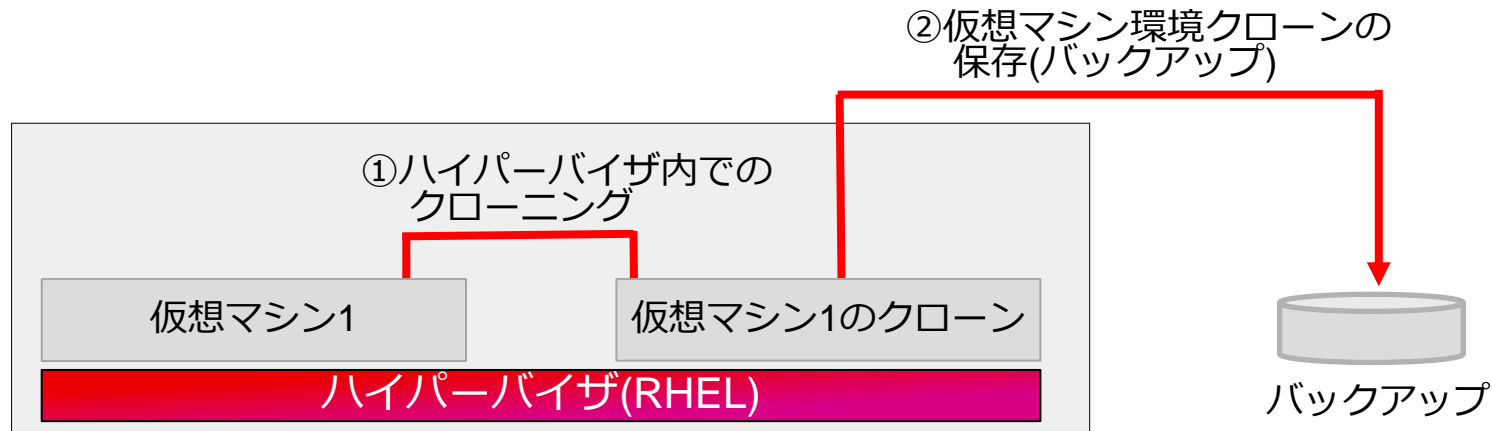 ②仮想マシン環境クローンの
保存(バックアップ)
①ハイパーバイザ内での
クローニング
仮想マシン1
仮想マシン1のクローン
ハイパーバイザ(RHEL)
バックアップ